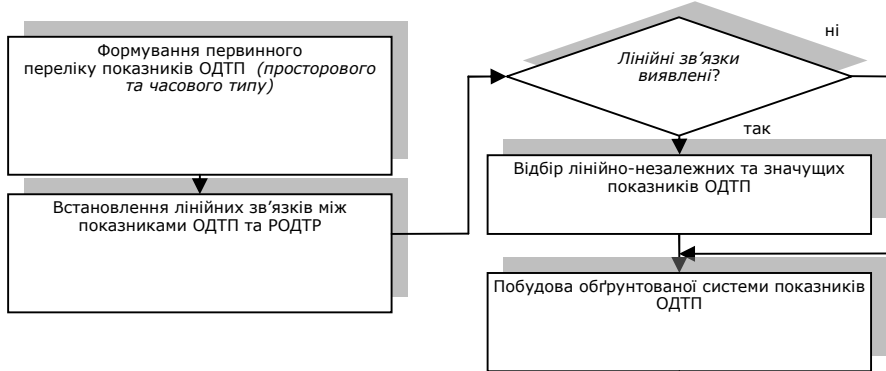 Формування первинного
переліку показників ОДТП (просторового
та часового типу)
Встановлення лінійних зв’язків між
показниками ОДТП та РОДТР
Лінійні зв’язки
виявлені?
ні
так
Відбір лінійно-незалежних та значущих
показників ОДТП
Побудова обґрунтованої системи показників
ОДТП